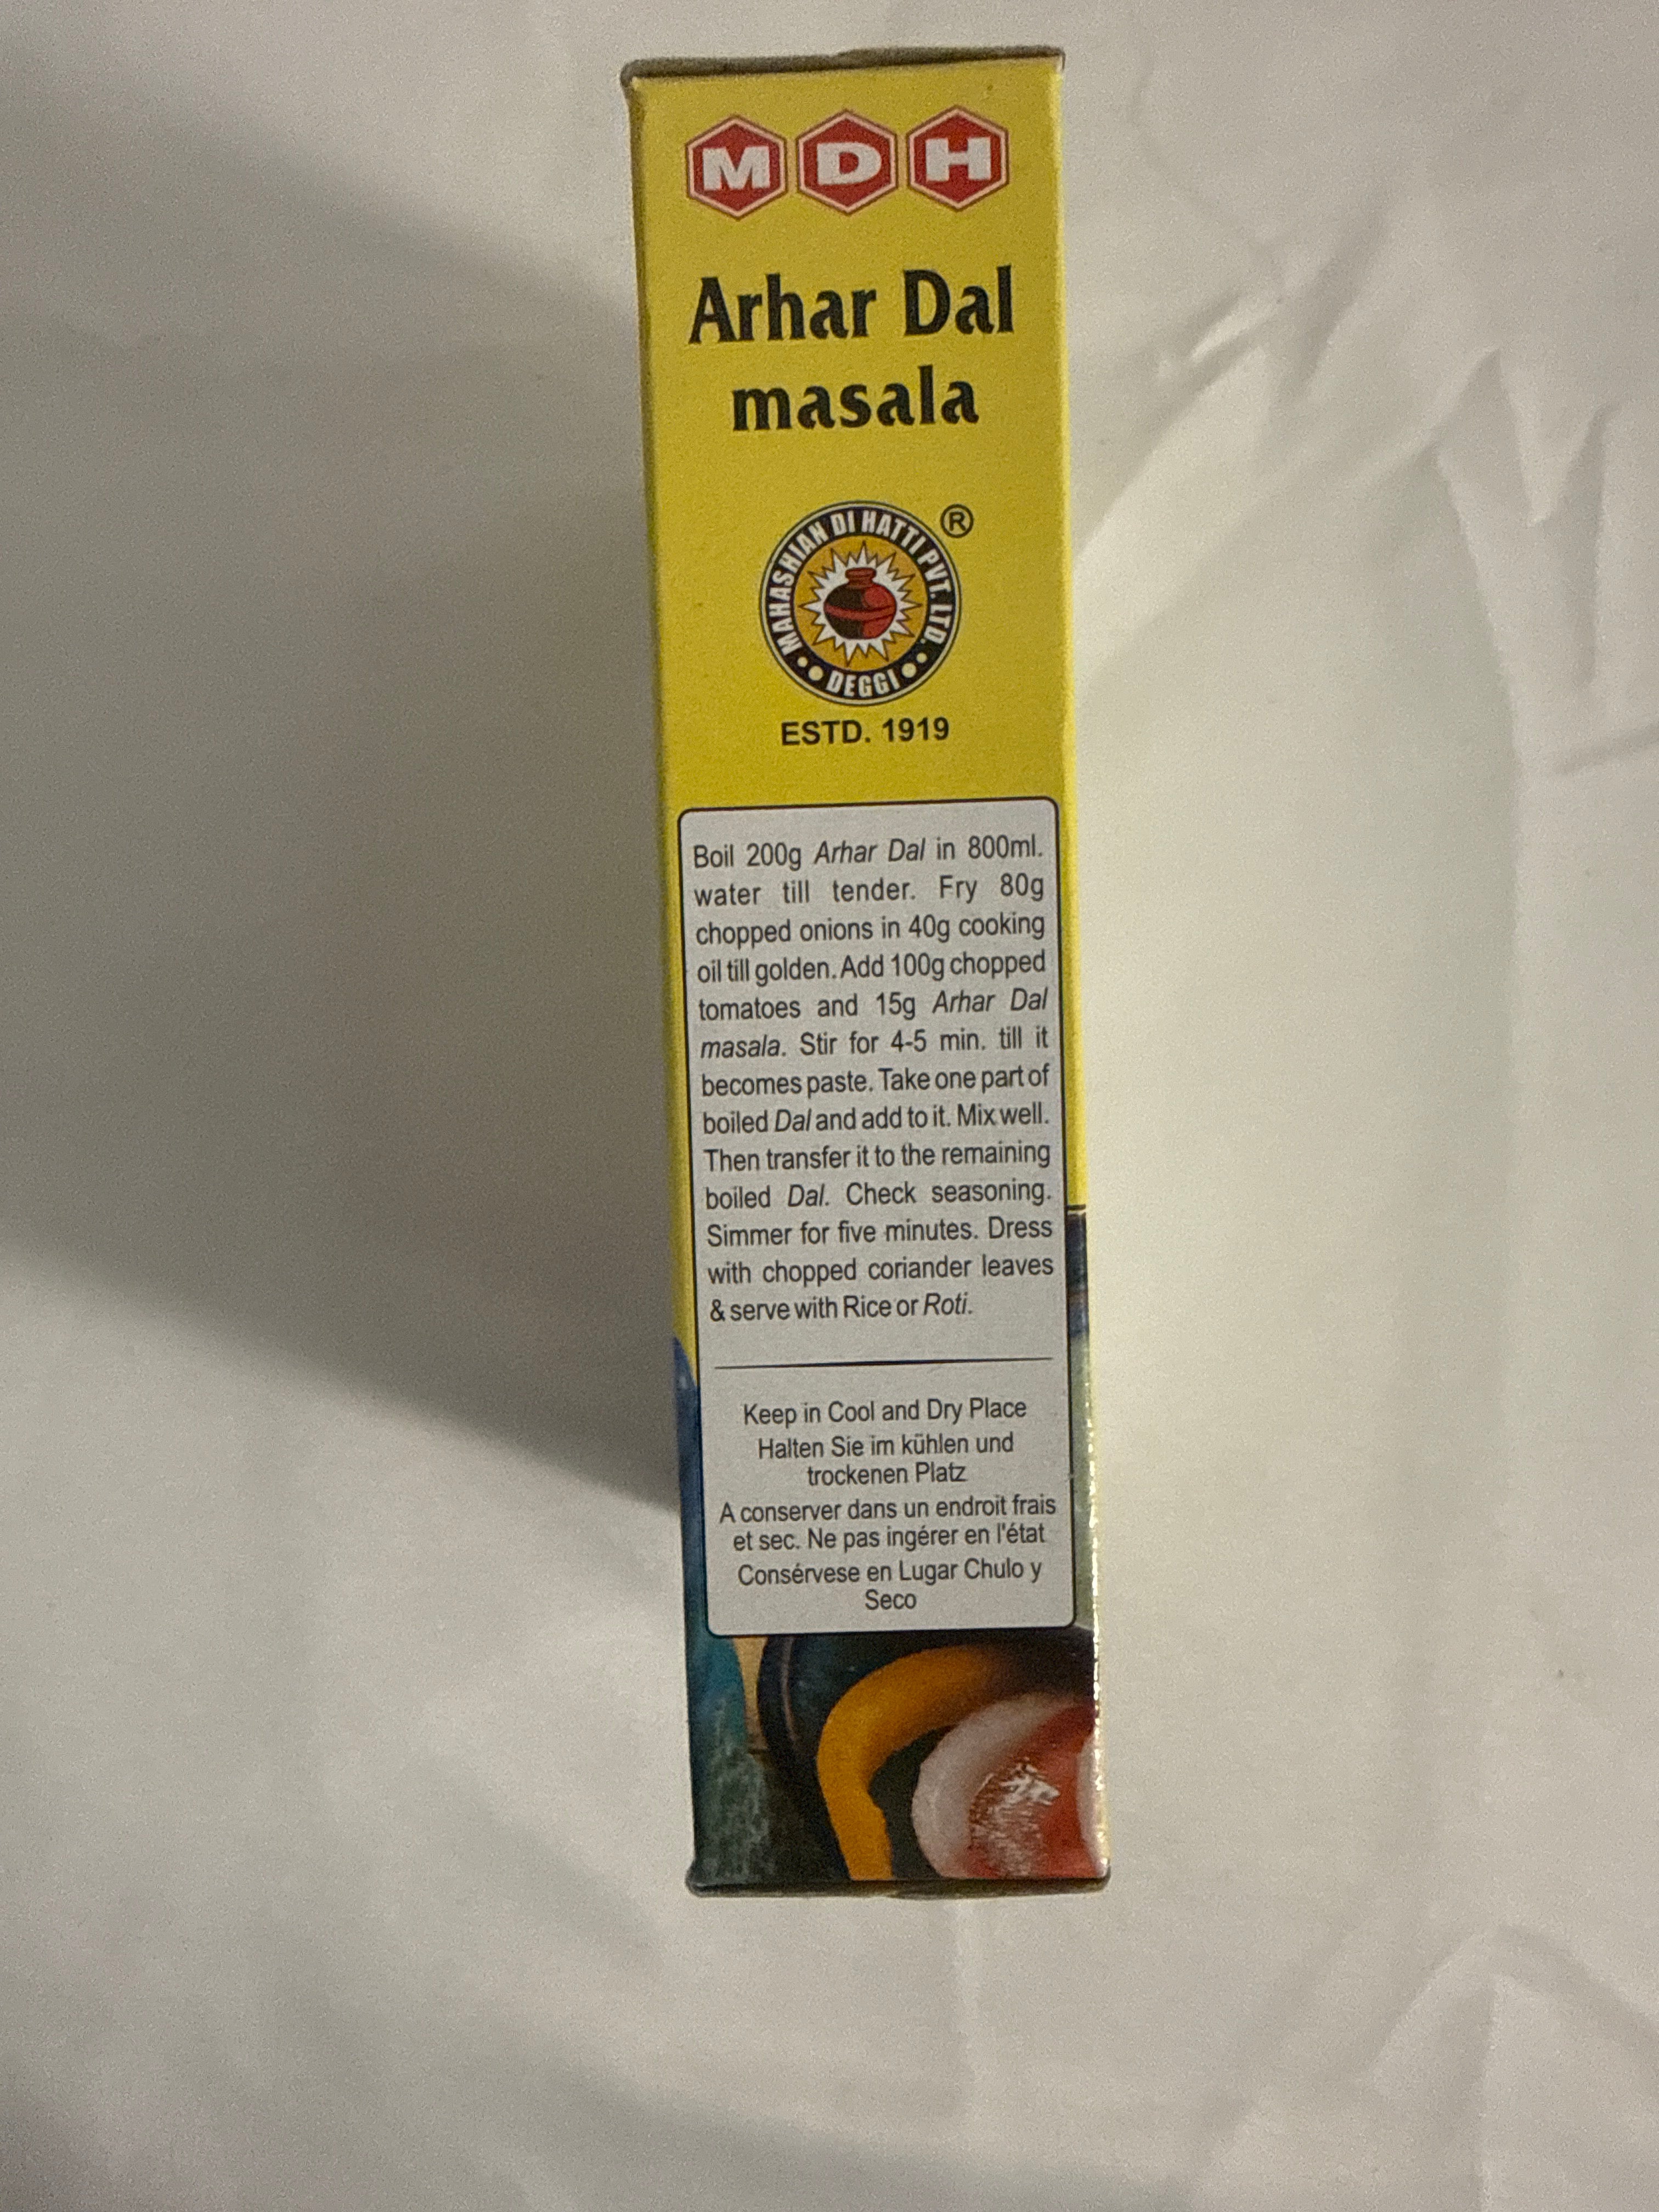 MDH
Arhar Dal
masala
MAHASHIAN DI HATTI PVT. LTD.
®
DEGGI
ESTD. 1919
Boil 200g Arhar Dal in 800ml.
water till tender. Fry 80g
chopped onions in 40g cooking
oil till golden. Add 100g chopped
tomatoes and 15g Arhar Dal
masala. Stir for 4-5 min. till it
becomes paste. Take one part of
boiled Dal and add to it. Mix well.
Then transfer it to the remaining
boiled Dal. Check seasoning.
Simmer for five minutes. Dress
with chopped coriander leaves
& serve with Rice or Roti.
Keep in Cool and Dry Place
Halten Sie im kühlen und
trockenen Platz
A conserver dans un endroit frais
et sec. Ne pas ingérer en l'état
Consérvese en Lugar Chulo y
Seco